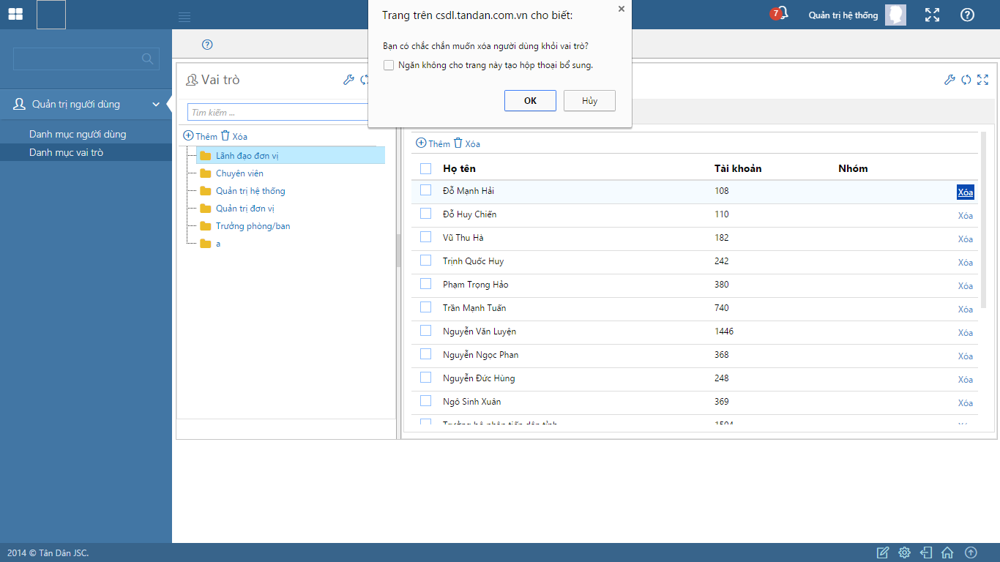 Trang trên csdl.tandan.com.vn cho biết:
Bạn có chắc chắn muốn xóa người dùng khỏi vai trò?
Ngăn không cho trang này tạo hộp thoại bổ sung.
OK
Hủy
7
Quản trị hệ thống
Quản trị người dùng
Danh mục người dùng
Danh mục vai trò
Vai trò
Tìm kiếm ...
Thêm Xóa
Lãnh đạo đơn vị
Chuyên viên
Quản trị hệ thống
Quản trị đơn vị
Trưởng phòng/ban
a
Thêm Xóa
Họ tên Tài khoản Nhóm
Đỗ Mạnh Hải 108 Xóa
Đỗ Huy Chiến 110 Xóa
Vũ Thu Hà 182 Xóa
Trịnh Quốc Huy 242 Xóa
Phạm Trọng Hảo 380 Xóa
Trần Mạnh Tuấn 740 Xóa
Nguyễn Văn Luyện 1446 Xóa
Nguyễn Ngọc Phan 368 Xóa
Nguyễn Đức Hùng 248 Xóa
Ngô Sinh Xuân 369 Xóa
2014 © Tân Dân JSC.